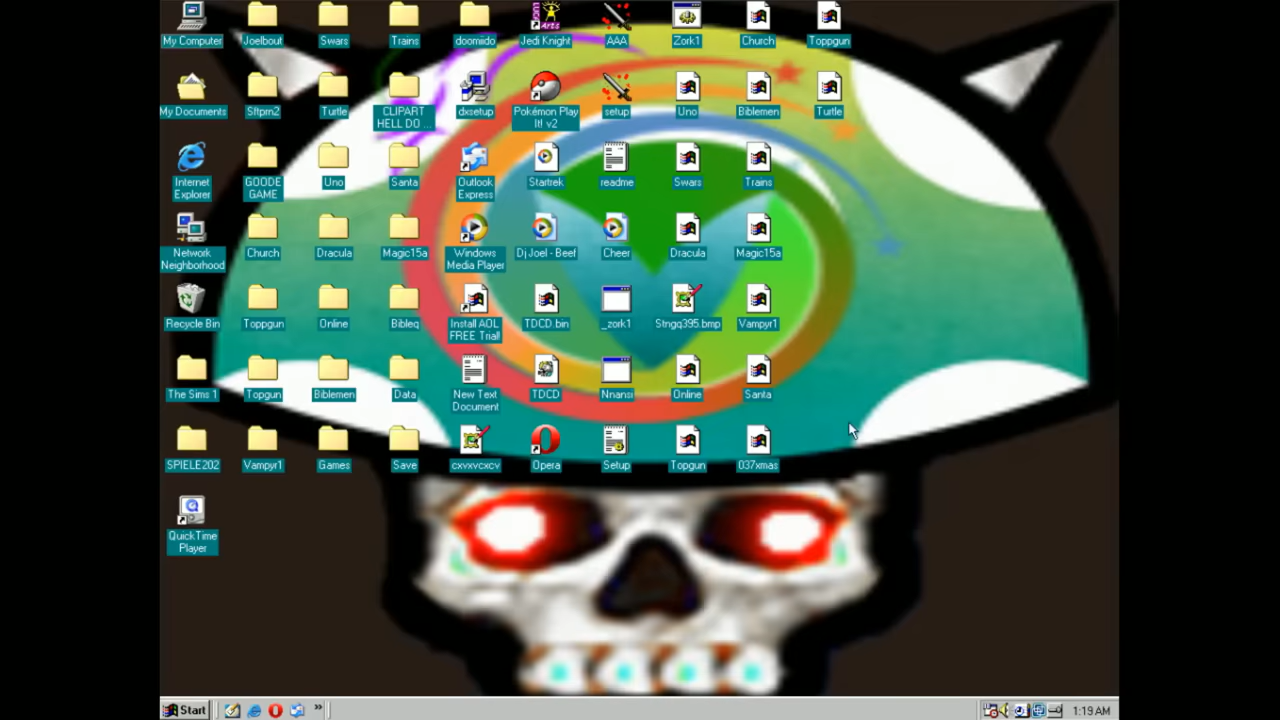 My Computer
Joelbout
Swars
Trains
doomido
Jedi Knight
AAA
Zork1
Church
Toppgun
My Documents
Sftprn2
Turtle
CLIPART
HELL DO ...
dxsetup
Pokémon Play
It! v2
setup
Uno
Biblemen
Turtle
Internet
Explorer
GOODE
GAME
Uno
Santa
Outlook
Express
Startrek
readme
Swars
Trains
Network
Neighborhood
Church
Dracula
Magic15a
Windows
Media Player
Dj Joel - Beef
Cheer
Dracula
Magic15a
Recycle Bin
Toppgun
Online
Bibleq
Install AOL
FREE Trial!
TDCD.bin
_zork1
Stngq395.bmp
Vampyr1
The Sims 1
Topgun
Biblemen
Data
New Text
Document
TDCD
Nnansi
Online
Santa
SPIELE202
Vampyr1
Games
Save
cxvxvcxcv
Opera
Setup
Topgun
037xmas
QuickTime
Player
Start
»
1:19 AM